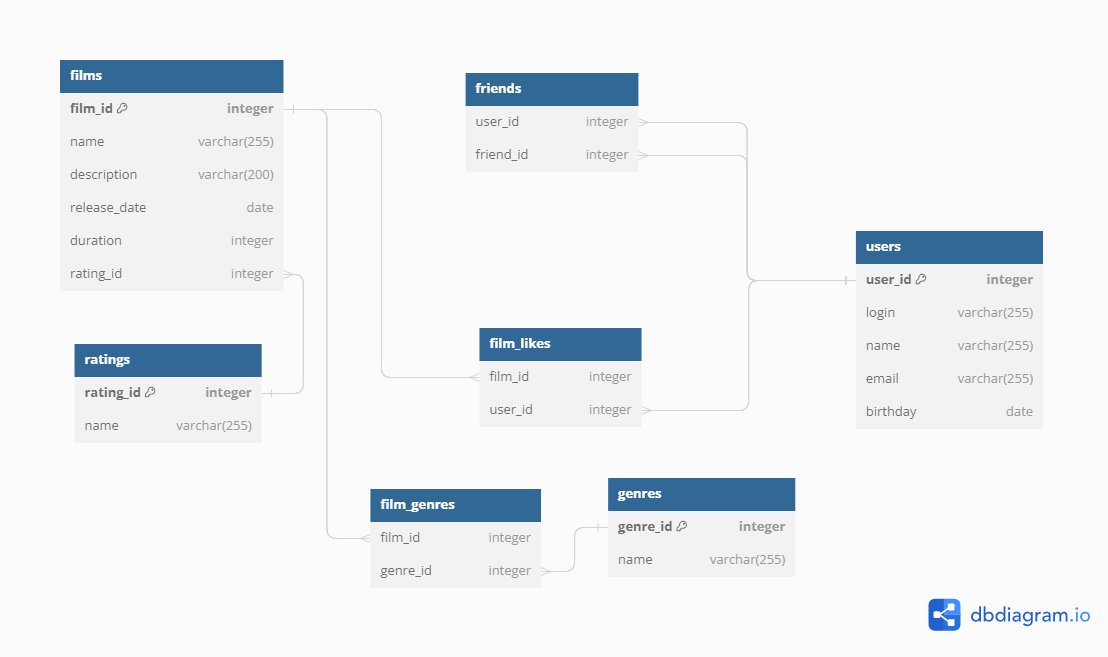 films
film_id integer
name varchar(255)
description varchar(200)
release_date date
duration integer
rating_id integer
friends
user_id integer
friend_id integer
users
user_id integer
login varchar(255)
name varchar(255)
email varchar(255)
birthday date
ratings
rating_id integer
name varchar(255)
film_likes
film_id integer
user_id integer
film_genres
film_id integer
genre_id integer
genres
genre_id integer
name varchar(255)
dbdiagram.io